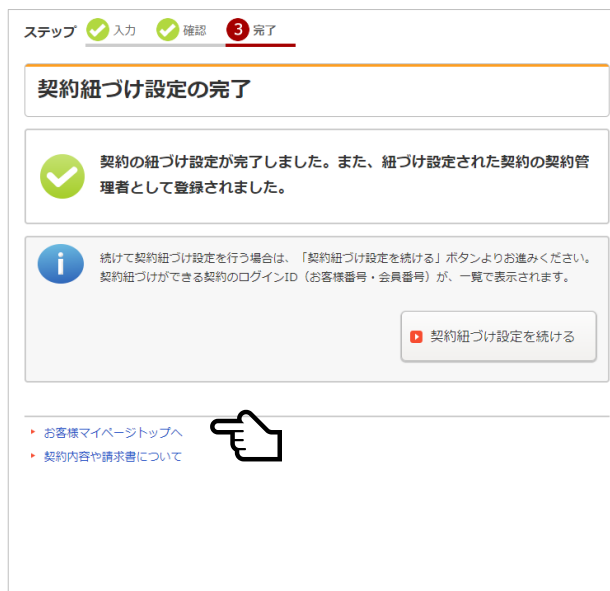 ステップ 入力 確認 3 完了
契約紐づけ設定の完了
契約の紐づけ設定が完了しました。また、紐づけ設定された契約の契約管
理者として登録されました。
続けて契約紐づけ設定を行う場合は、「契約紐づけ設定を続ける」ボタンよりお進みください。
契約紐づけができる契約のログインID（お客様番号・会員番号）が、一覧で表示されます。
契約紐づけ設定を続ける
お客様マイページトップへ
契約内容や請求書について